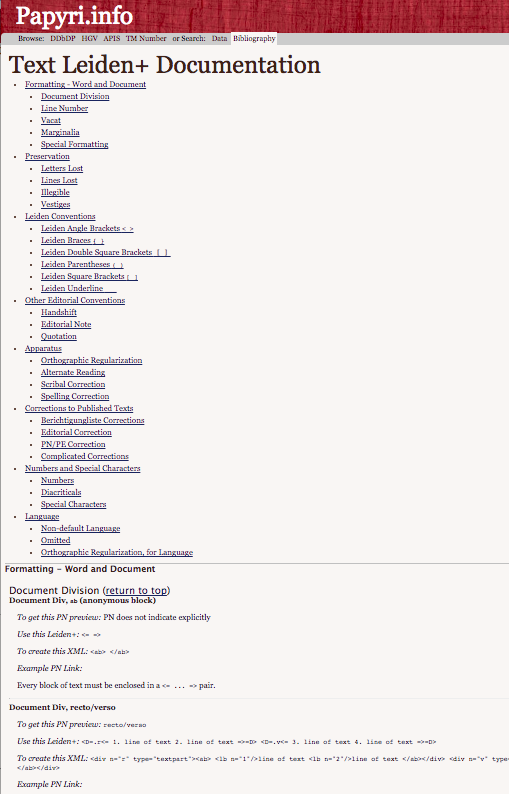 Papyri.info
Browse: DDbDP HGV APIS TM Number or Search: Data Bibliography
Text Leiden+ Documentation
Formatting - Word and Document
Document Division
Line Number
Vacat
Marginalia
Special Formatting
Preservation
Letters Lost
Lines Lost
Illegible
Vestiges
Leiden Conventions
Leiden Angle Brackets < >
Leiden Braces { }
Leiden Double Square Brackets 〚 〛
Leiden Parentheses ( )
Leiden Square Brackets [ ]
Leiden Underline __
Other Editorial Conventions
Handshift
Editorial Note
Quotation
Apparatus
Orthographic Regularization
Alternate Reading
Scribal Correction
Spelling Correction
Corrections to Published Texts
Berichtigungliste Corrections
Editorial Correction
PN/PE Correction
Complicated Corrections
Numbers and Special Characters
Numbers
Diacriticals
Special Characters
Language
Non-default Language
Omitted
Orthographic Regularization, for Language
Formatting - Word and Document
Document Division (return to top)
Document Div, ab (anonymous block)
To get this PN preview: PN does not indicate explicitly
Use this Leiden+: <= =>
To create this XML: <ab> </ab>
Example PN Link:
Every block of text must be enclosed in a <= ... => pair.
Document Div, recto/verso
To get this PN preview: recto/verso
Use this Leiden+: <D=.r<= 1. line of text 2. line of text =>=D> <D=.v<= 3. line of text 4. line of text =>=D>
To create this XML: <div n="r" type="textpart"><ab> <lb n="1"/>line of text <lb n="2"/>line of text </ab></div> <div n="v" type=
</ab></div>
Example PN Link: